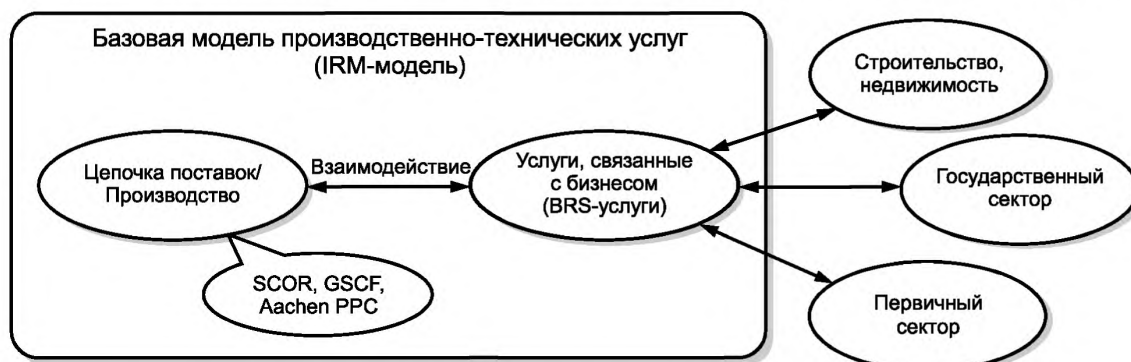 Базовая модель производственно-технических услуг
(IRM-модель)
Строительство,
недвижимость
Цепочка поставок/
Производство
Взаимодействие
Услуги, связанные
с бизнесом
(BRS-услуги)
Государственный
сектор
SCOR, GSCF,
Aachen PPC
Первичный
сектор